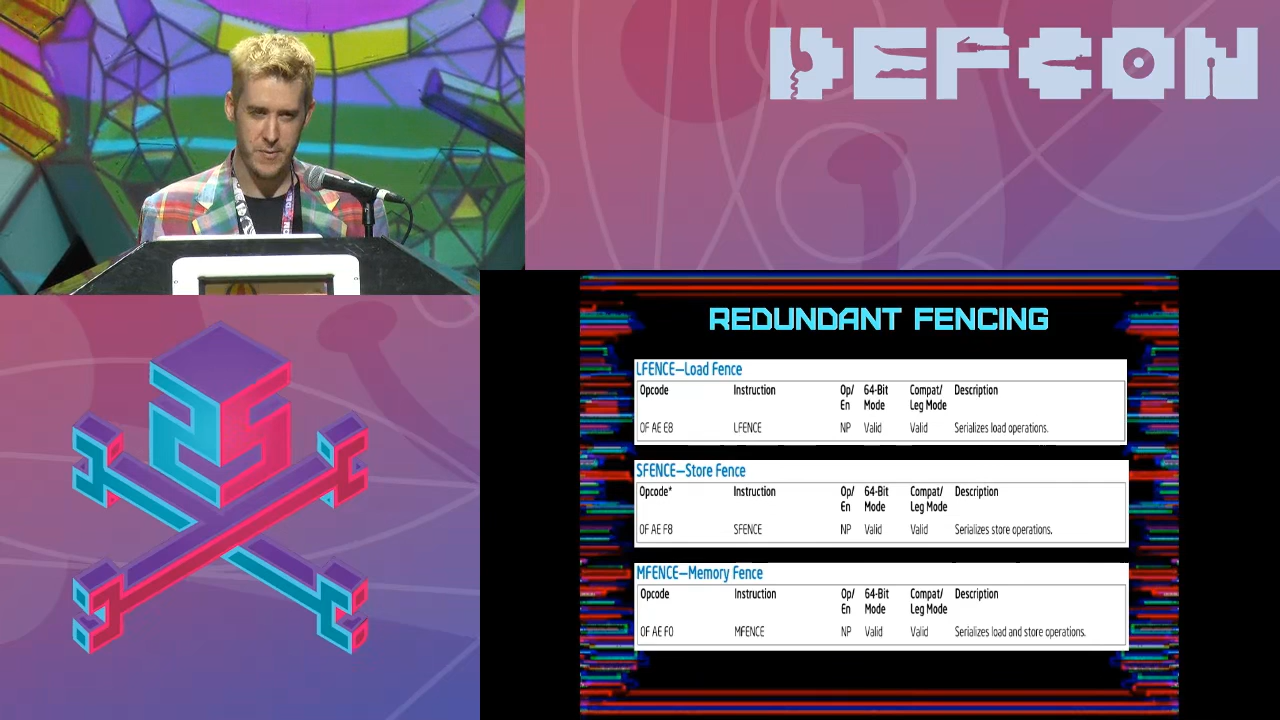 DEFCON
REDUNDANT FENCING
LFENCE—Load Fence
Opcode Instruction Op/ En 64-Bit Mode Compat/ Leg Mode Description
0F AE E8 LFENCE NP Valid Valid Serializes load operations.
SFENCE—Store Fence
Opcode* Instruction Op/ En 64-Bit Mode Compat/ Leg Mode Description
0F AE F8 SFENCE NP Valid Valid Serializes store operations.
MFENCE—Memory Fence
Opcode Instruction Op/ En 64-Bit Mode Compat/ Leg Mode Description
0F AE F0 MFENCE NP Valid Valid Serializes load and store operations.